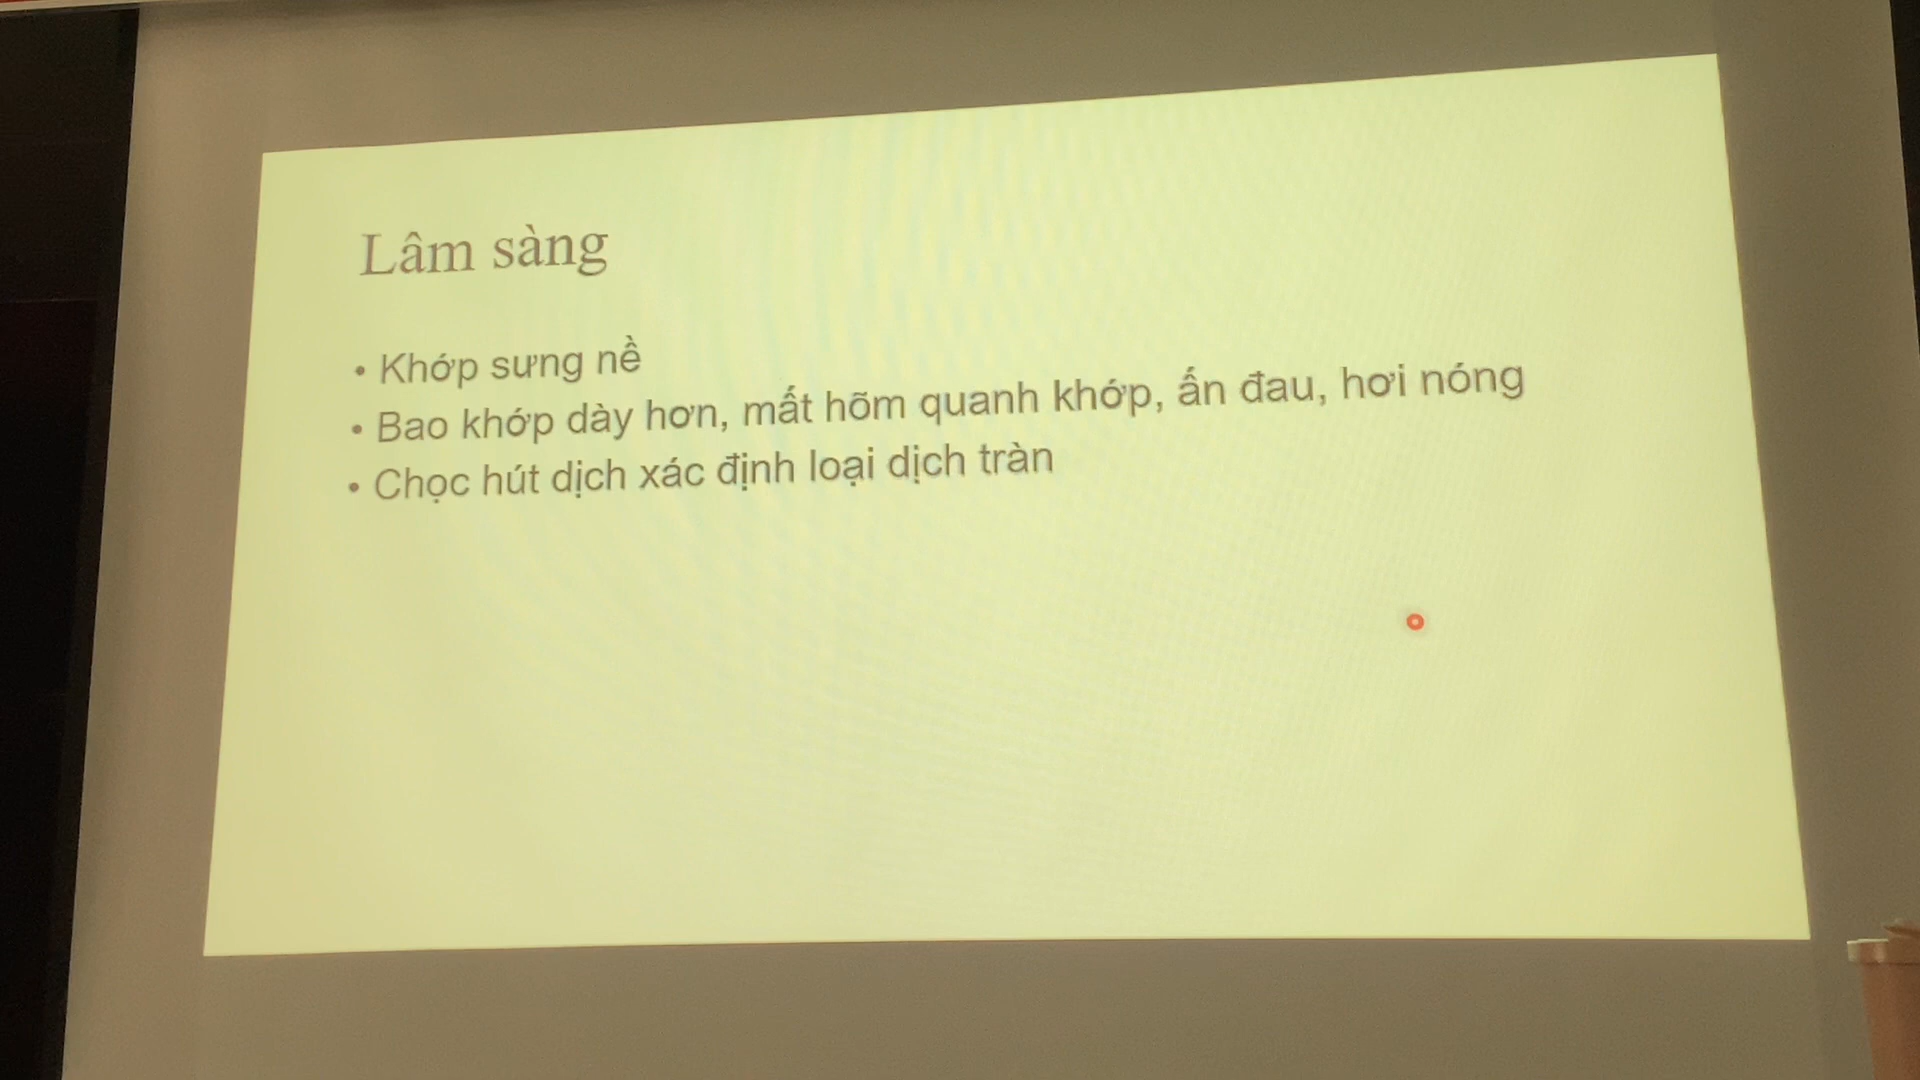 Lâm sàng
• Khớp sưng nề
• Bao khớp dày hơn, mất hõm quanh khớp, ấn đau, hơi nóng
• Chọc hút dịch xác định loại dịch tràn